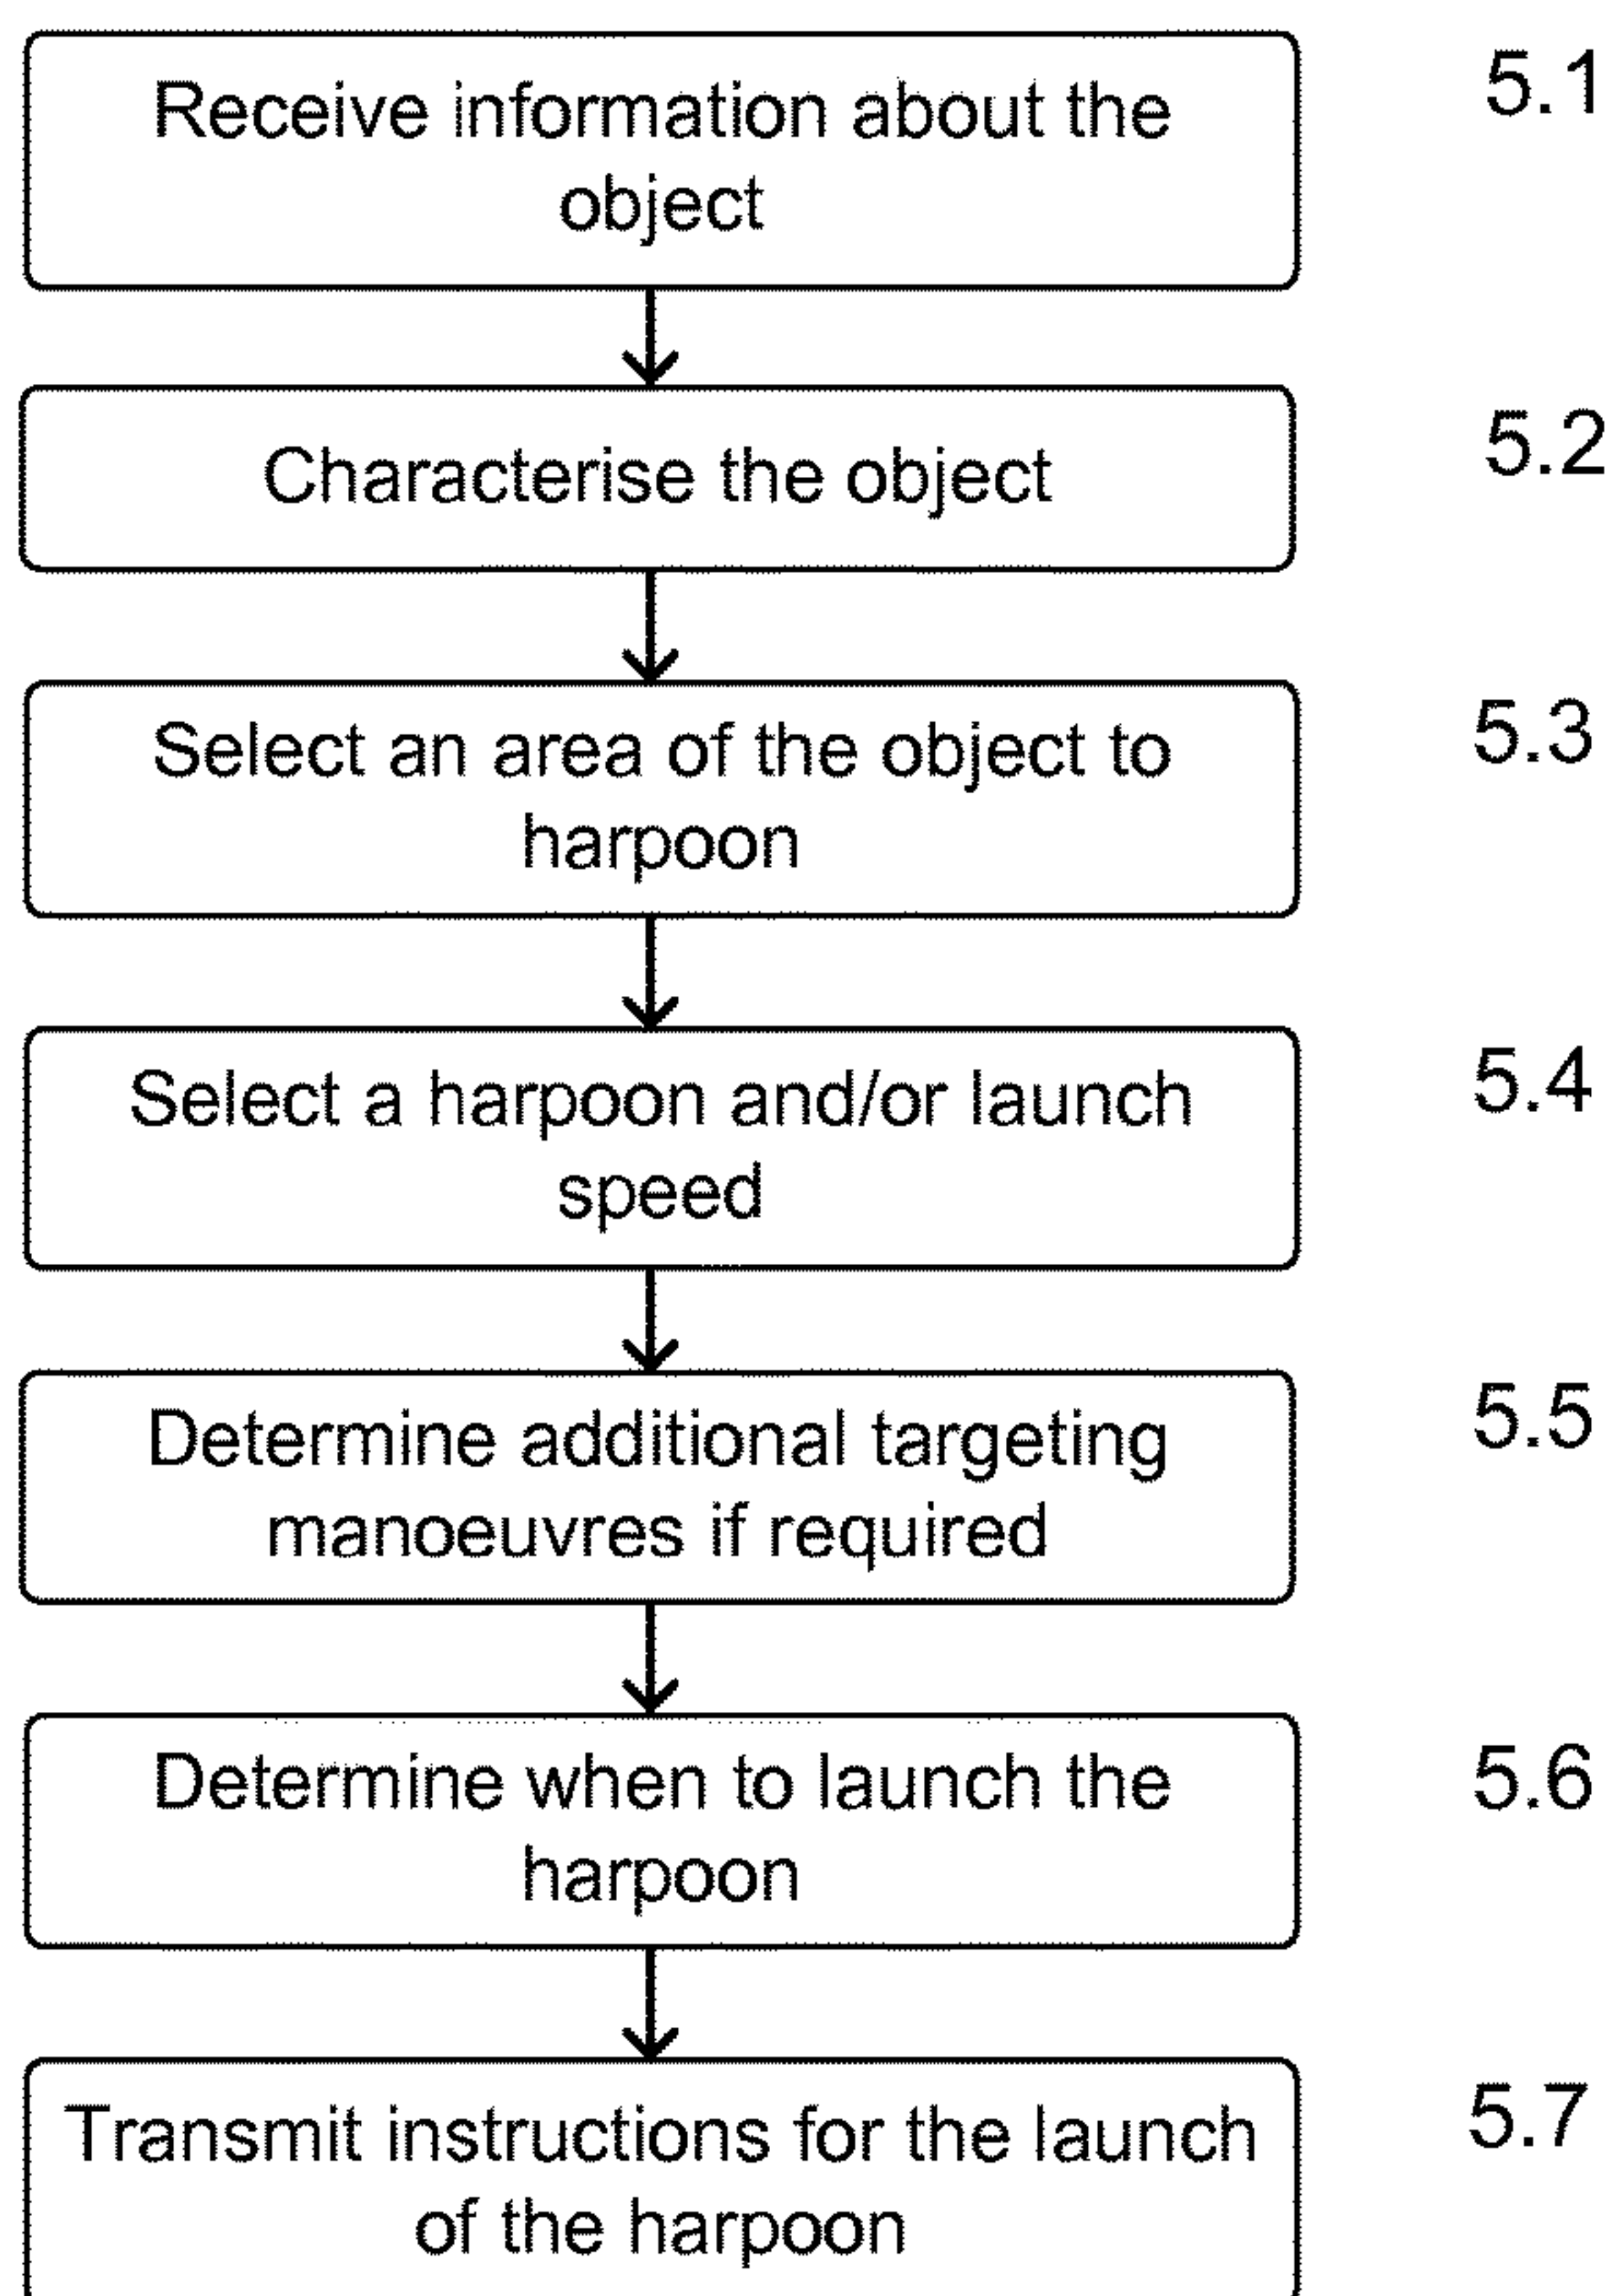 Receive information about the
object
5.1
Characterise the object
5.2
Select an area of the object to
harpoon
5.3
Select a harpoon and/or launch
speed
5.4
Determine additional targeting
manoeuvres if required
5.5
Determine when to launch the
harpoon
5.6
Transmit instructions for the launch
of the harpoon
5.7